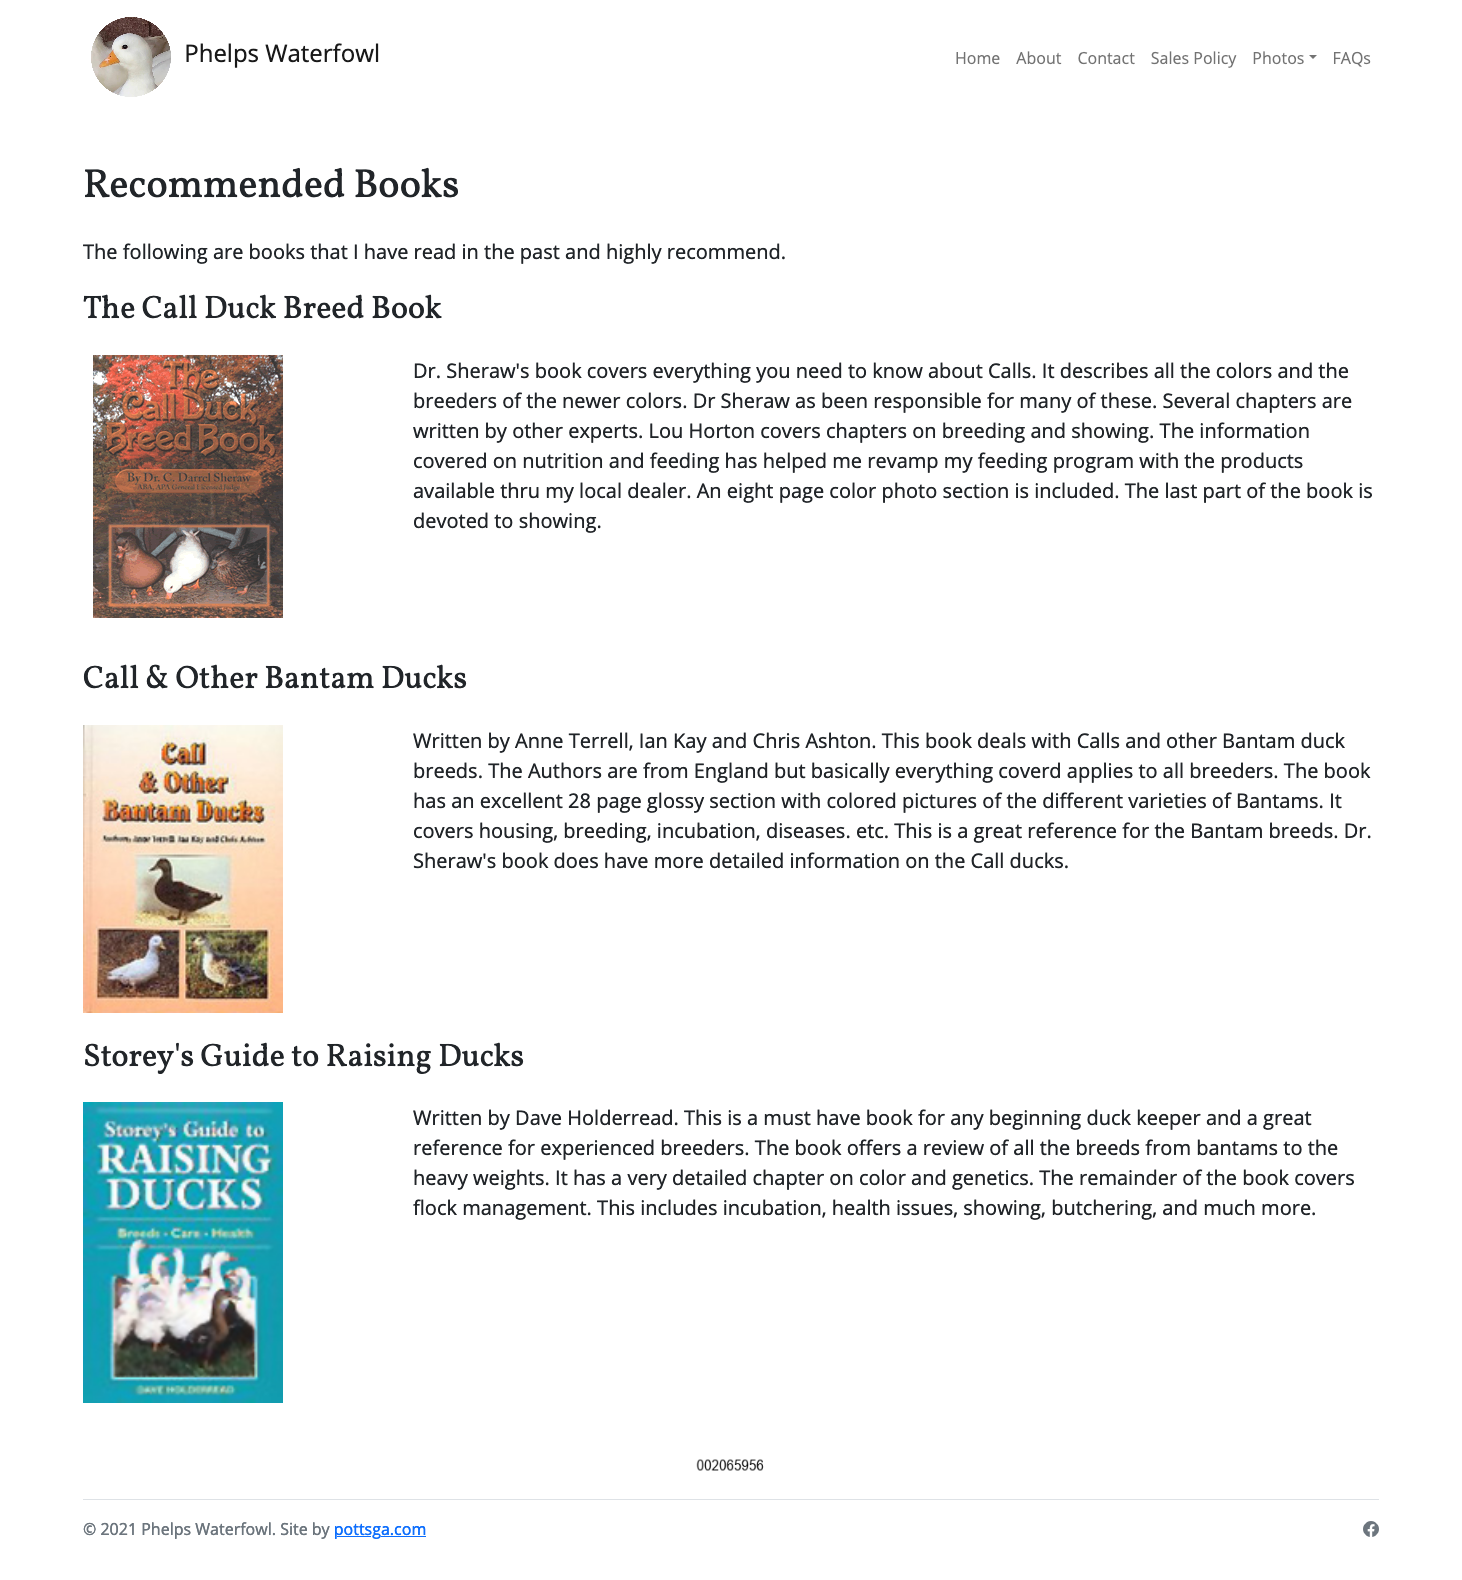 Phelps Waterfowl
Home About Contact Sales Policy Photos FAQs
Recommended Books
The following are books that I have read in the past and highly recommend.
The Call Duck Breed Book
The
Call Duck
Breed Book
By Dr. C. Darrel Sheraw
ABA, APA General Licensed Judge
Dr. Sheraw's book covers everything you need to know about Calls. It describes all the colors and the
breeders of the newer colors. Dr Sheraw as been responsible for many of these. Several chapters are
written by other experts. Lou Horton covers chapters on breeding and showing. The information
covered on nutrition and feeding has helped me revamp my feeding program with the products
available thru my local dealer. An eight page color photo section is included. The last part of the book is
devoted to showing.
Call & Other Bantam Ducks
Call
& Other
Bantam Ducks
Authors, Anne Terrell, Ian Kay and Chris Ashton
Written by Anne Terrell, Ian Kay and Chris Ashton. This book deals with Calls and other Bantam duck
breeds. The Authors are from England but basically everything coverd applies to all breeders. The book
has an excellent 28 page glossy section with colored pictures of the different varieties of Bantams. It
covers housing, breeding, incubation, diseases. etc. This is a great reference for the Bantam breeds. Dr.
Sheraw's book does have more detailed information on the Call ducks.
Storey's Guide to Raising Ducks
Storey's Guide to
RAISING
DUCKS
Breeds · Care · Health
DAVE HOLDERREAD
Written by Dave Holderread. This is a must have book for any beginning duck keeper and a great
reference for experienced breeders. The book offers a review of all the breeds from bantams to the
heavy weights. It has a very detailed chapter on color and genetics. The remainder of the book covers
flock management. This includes incubation, health issues, showing, butchering, and much more.
002065956
© 2021 Phelps Waterfowl. Site by pottsga.com